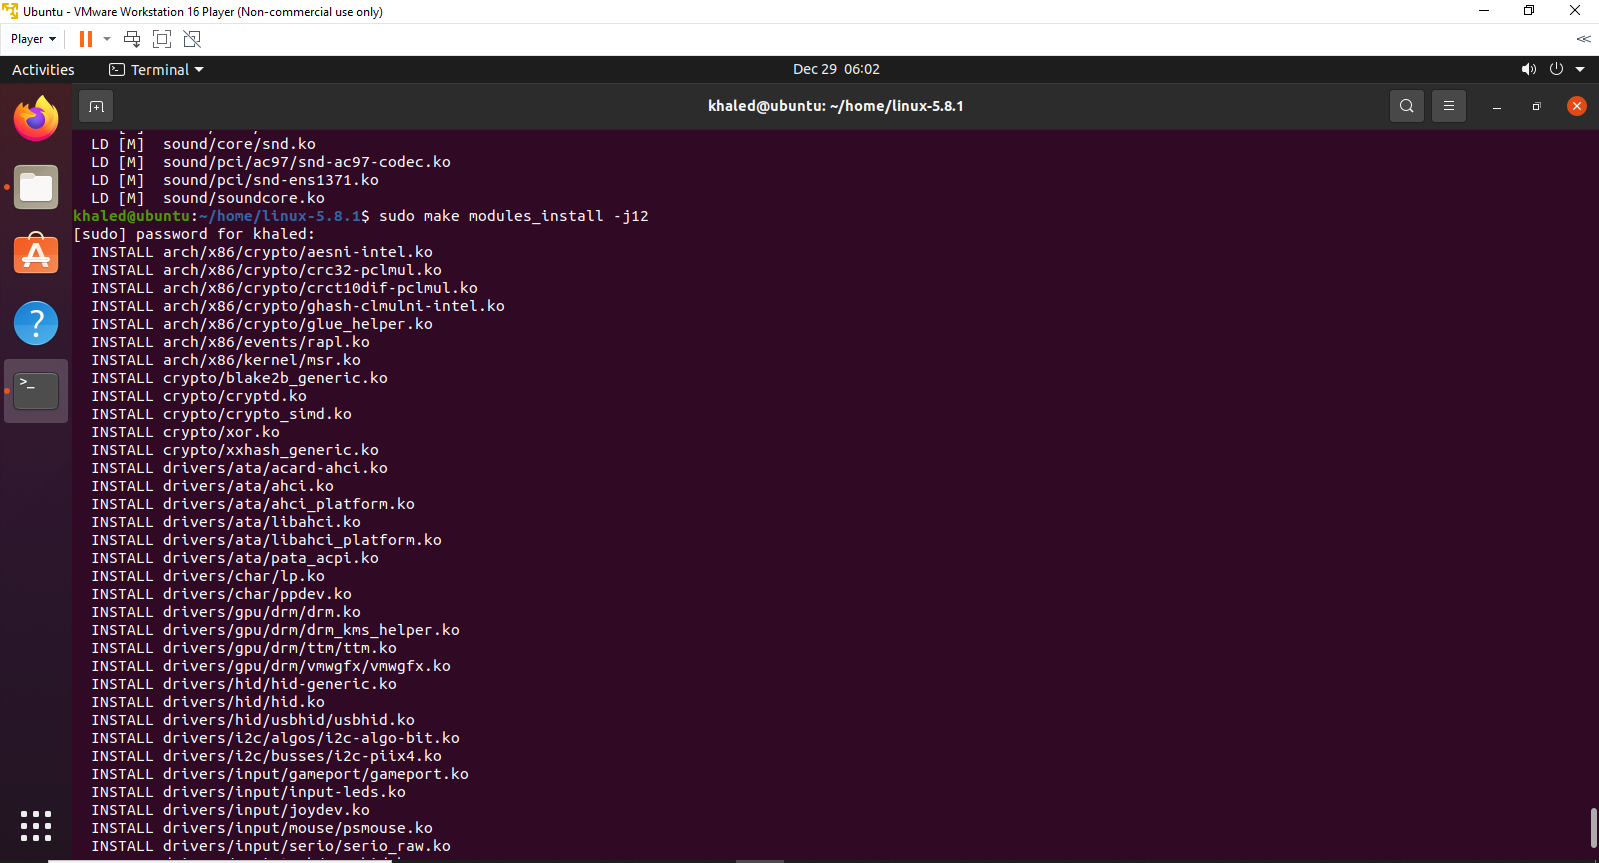 Ubuntu - VMware Workstation 16 Player (Non-commercial use only)
Player
Activities
Terminal
Dec 29 06:02
khaled@ubuntu: ~/home/linux-5.8.1
LD [M]  sound/core/snd.ko
LD [M]  sound/pci/ac97/snd-ac97-codec.ko
LD [M]  sound/pci/snd-ens1371.ko
LD [M]  sound/soundcore.ko
khaled@ubuntu:~/home/linux-5.8.1$ sudo make modules_install -j12
[sudo] password for khaled:
INSTALL arch/x86/crypto/aesni-intel.ko
INSTALL arch/x86/crypto/crc32-pclmul.ko
INSTALL arch/x86/crypto/crct10dif-pclmul.ko
INSTALL arch/x86/crypto/ghash-clmulni-intel.ko
INSTALL arch/x86/crypto/glue_helper.ko
INSTALL arch/x86/events/rapl.ko
INSTALL arch/x86/kernel/msr.ko
INSTALL crypto/blake2b_generic.ko
INSTALL crypto/cryptd.ko
INSTALL crypto/crypto_simd.ko
INSTALL crypto/xor.ko
INSTALL crypto/xxhash_generic.ko
INSTALL drivers/ata/acard-ahci.ko
INSTALL drivers/ata/ahci.ko
INSTALL drivers/ata/ahci_platform.ko
INSTALL drivers/ata/libahci.ko
INSTALL drivers/ata/libahci_platform.ko
INSTALL drivers/ata/pata_acpi.ko
INSTALL drivers/char/lp.ko
INSTALL drivers/char/ppdev.ko
INSTALL drivers/gpu/drm/drm.ko
INSTALL drivers/gpu/drm/drm_kms_helper.ko
INSTALL drivers/gpu/drm/ttm/ttm.ko
INSTALL drivers/gpu/drm/vmwgfx/vmwgfx.ko
INSTALL drivers/hid/hid-generic.ko
INSTALL drivers/hid/hid.ko
INSTALL drivers/hid/usbhid/usbhid.ko
INSTALL drivers/i2c/algos/i2c-algo-bit.ko
INSTALL drivers/i2c/busses/i2c-piix4.ko
INSTALL drivers/input/gameport/gameport.ko
INSTALL drivers/input/input-leds.ko
INSTALL drivers/input/joydev.ko
INSTALL drivers/input/mouse/psmouse.ko
INSTALL drivers/input/serio/serio_raw.ko